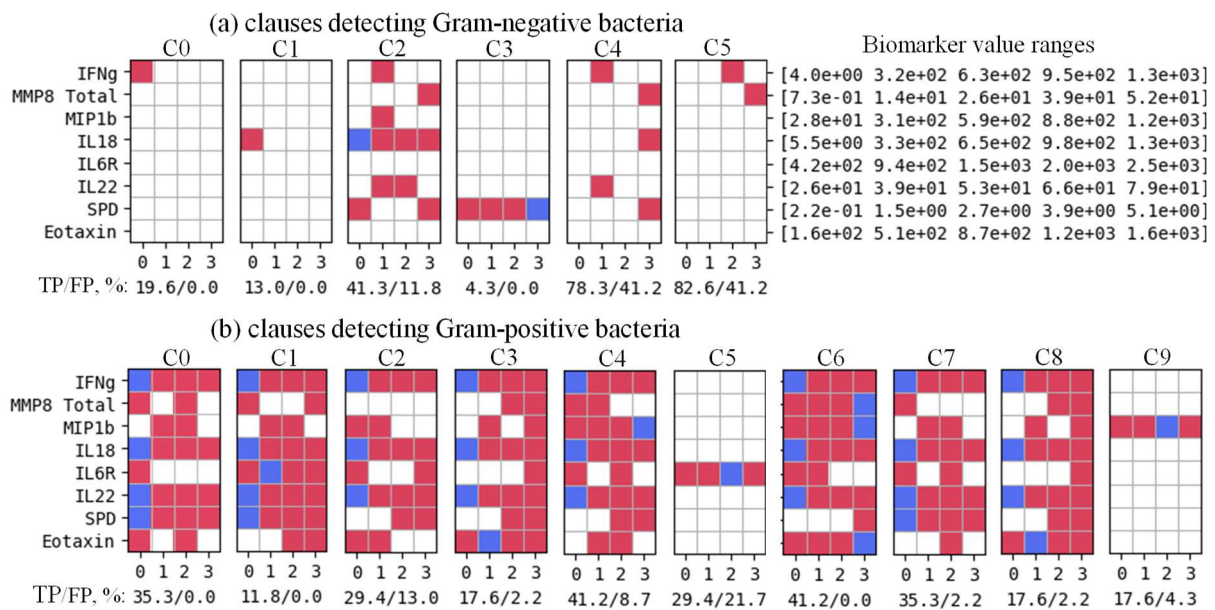 (a) clauses detecting Gram-negative bacteria
C0 C1 C2 C3 C4 C5 Biomarker value ranges
IFNg [4.0e+00 3.2e+02 6.3e+02 9.5e+02 1.3e+03]
MMP8 Total [7.3e-01 1.4e+01 2.6e+01 3.9e+01 5.2e+01]
MIP1b [2.8e+01 3.1e+02 5.9e+02 8.8e+02 1.2e+03]
IL18 [5.5e+00 3.3e+02 6.5e+02 9.8e+02 1.3e+03]
IL6R [4.2e+02 9.4e+02 1.5e+03 2.0e+03 2.5e+03]
IL22 [2.6e+01 3.9e+01 5.3e+01 6.6e+01 7.9e+01]
SPD [2.2e-01 1.5e+00 2.7e+00 3.9e+00 5.1e+00]
Eotaxin [1.6e+02 5.1e+02 8.7e+02 1.2e+03 1.6e+03]
0 1 2 3 0 1 2 3 0 1 2 3 0 1 2 3 0 1 2 3 0 1 2 3
TP/FP, %: 19.6/0.0 13.0/0.0 41.3/11.8 4.3/0.0 78.3/41.2 82.6/41.2
(b) clauses detecting Gram-positive bacteria
C0 C1 C2 C3 C4 C5 C6 C7 C8 C9
IFNg
MMP8 Total
MIP1b
IL18
IL6R
IL22
SPD
Eotaxin
0 1 2 3 0 1 2 3 0 1 2 3 0 1 2 3 0 1 2 3 0 1 2 3 0 1 2 3 0 1 2 3 0 1 2 3 0 1 2 3
TP/FP, %: 35.3/0.0 11.8/0.0 29.4/13.0 17.6/2.2 41.2/8.7 29.4/21.7 41.2/0.0 35.3/2.2 17.6/2.2 17.6/4.3